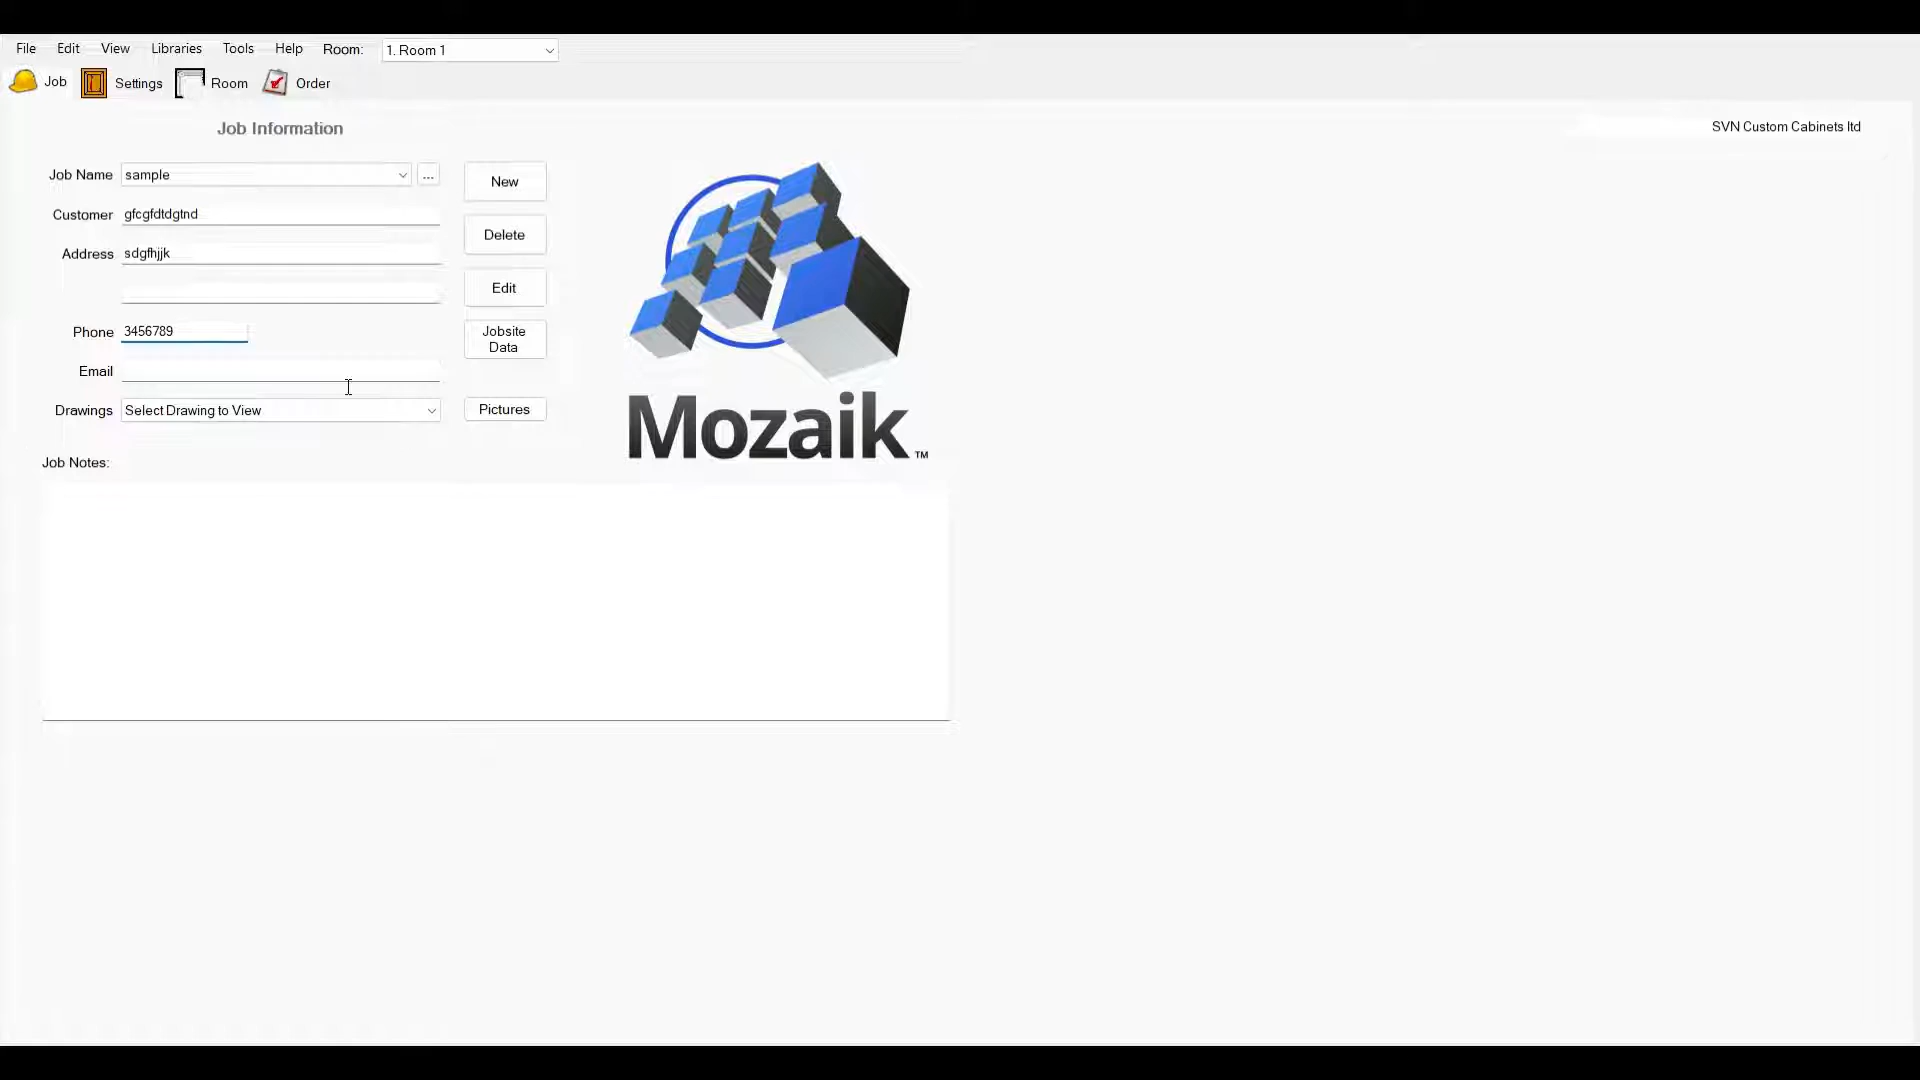 File Edit View Libraries Tools Help Room: 1. Room 1
Job Settings Room Order
Job Information
SVN Custom Cabinets ltd
Job Name sample ... New
Customer gfcgfdtdgtnd
Delete
Address sdgfhjjk
Edit
Phone 3456789
Jobsite
Data
Email
Drawings Select Drawing to View Pictures
Mozaik™
Job Notes: